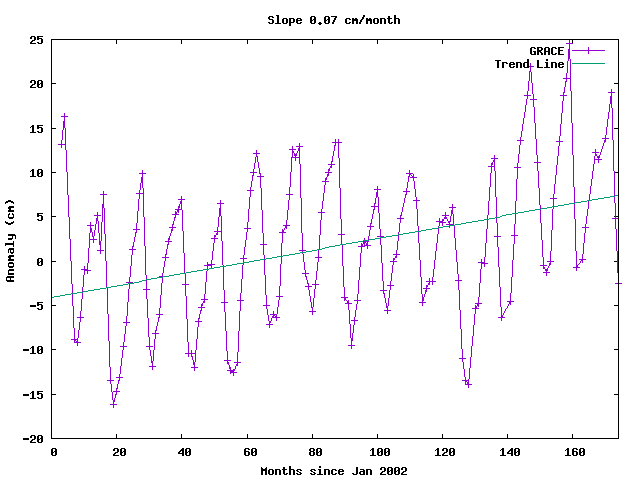 Slope 0.07 cm/month
GRACE
Trend Line
25
20
15
10
5
0
-5
-10
-15
-20
Anomaly (cm)
0 20 40 60 80 100 120 140 160
Months since Jan 2002